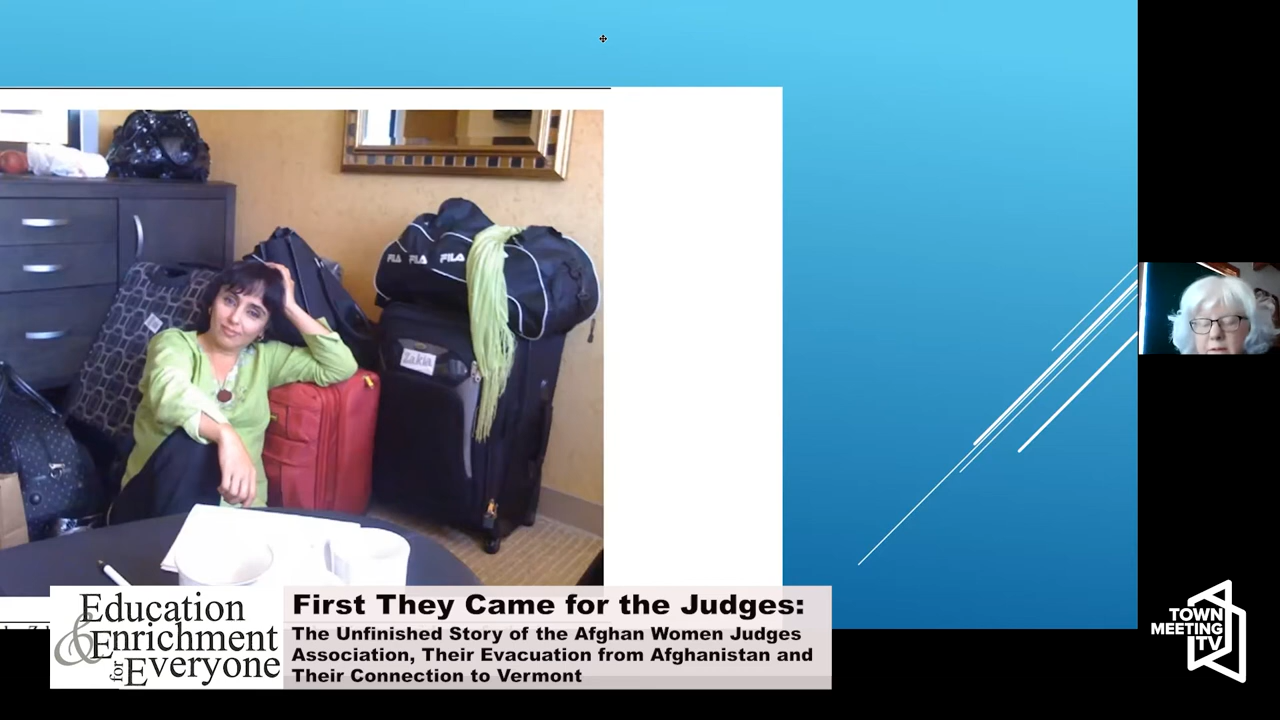 FILA FILA FILA
Zakia
Education
& Enrichment
for Everyone
First They Came for the Judges:
The Unfinished Story of the Afghan Women Judges
Association, Their Evacuation from Afghanistan and
Their Connection to Vermont
TOWN
MEETING
TV